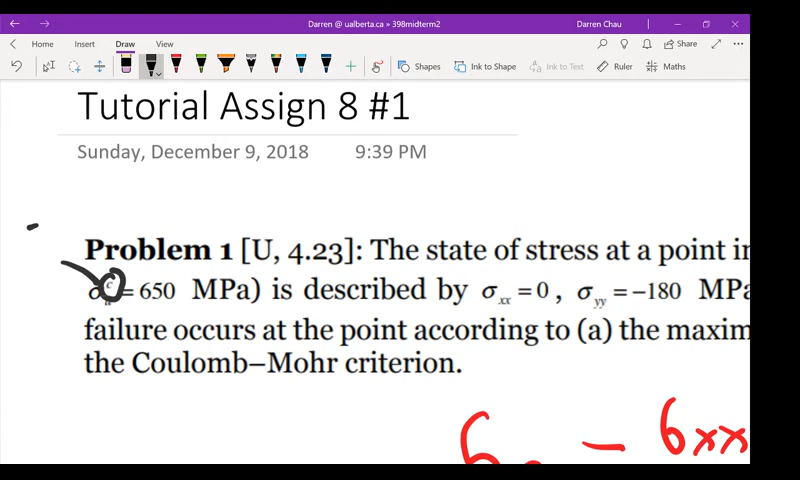 Darren @ ualberta.ca » 398midterm2
Darren Chau
Home Insert Draw View
Share
Shapes Ink to Shape Ink to Text Ruler Maths
Tutorial Assign 8 #1
Sunday, December 9, 2018 9:39 PM
Problem 1 [U, 4.23]: The state of stress at a point in
= 650 MPa) is described by σxx = 0, σyy = −180 MPa
failure occurs at the point according to (a) the maxim
the Coulomb–Mohr criterion.
– 6xx